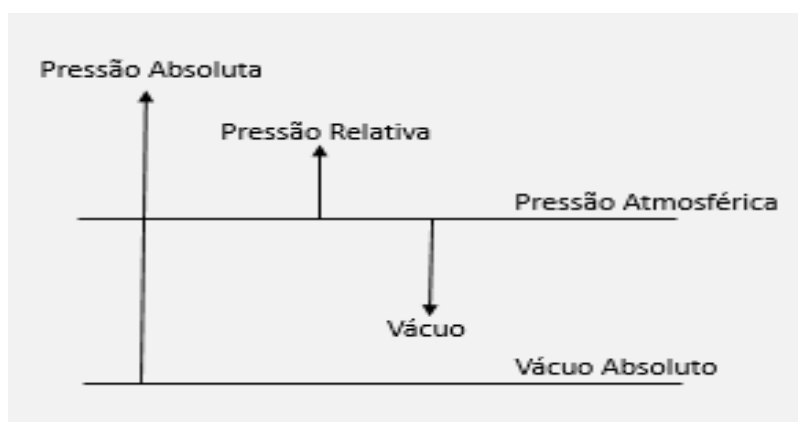 Pressão Absoluta
Pressão Relativa
Pressão Atmosférica
Vácuo
Vácuo Absoluto